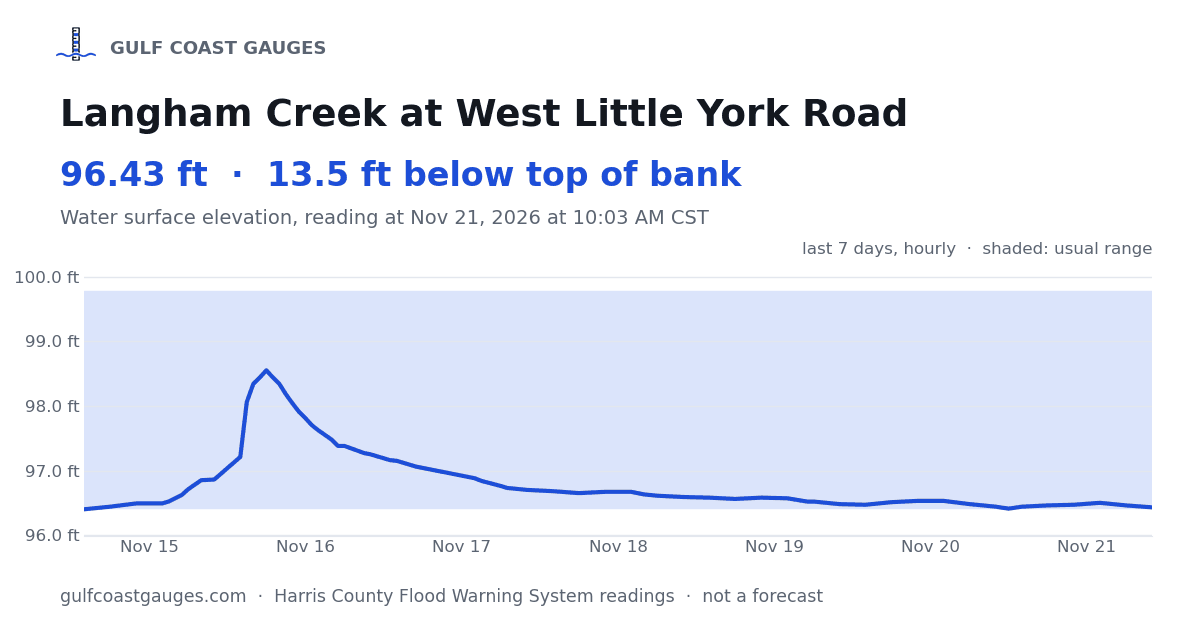 GULF COAST GAUGES
Langham Creek at West Little York Road
96.43 ft · 13.5 ft below top of bank
Water surface elevation, reading at Nov 21, 2026 at 10:03 AM CST
last 7 days, hourly · shaded: usual range
100.0 ft
99.0 ft
98.0 ft
97.0 ft
96.0 ft
Nov 15 Nov 16 Nov 17 Nov 18 Nov 19 Nov 20 Nov 21
gulfcoastgauges.com · Harris County Flood Warning System readings · not a forecast